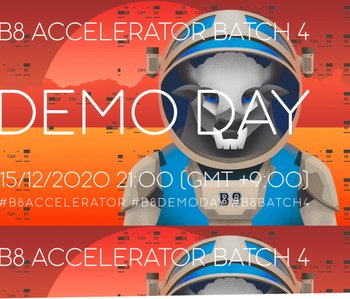 B8 ACCELERATOR BATCH 4
DEMO DAY
15/12/2020 21:00 (GMT +9:00)
#B8ACCELERATOR #B8DEMODAY #B8BATCH4
B8 ACCELERATOR BATCH 4